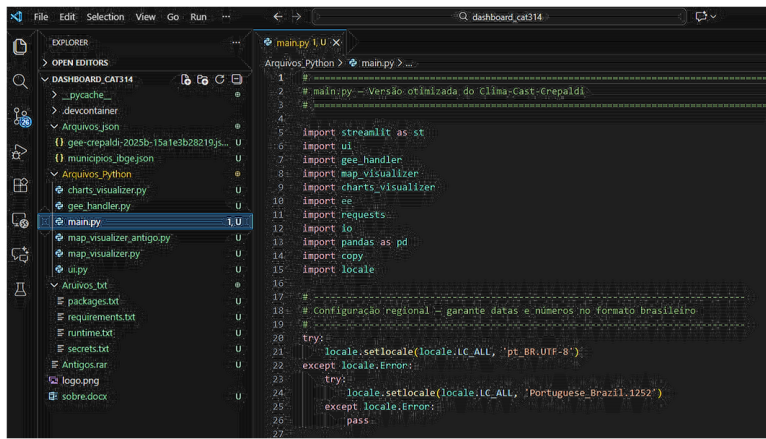 File Edit Selection View Go Run ··· dashboard_cat314
EXPLORER ···
OPEN EDITORS
DASHBOARD_CAT314
__pycache__
.devcontainer
Arquivos_json
{} gee-crepaldi-2025b-15a1e3b28219.js... U
{} municipios_ibge.json U
Arquivos_Python
charts_visualizer.py U
gee_handler.py U
main.py 1, U
map_visualizer_antigo.py U
map_visualizer.py U
ui.py U
Aruivos_txt
packages.txt U
requirements.txt U
runtime.txt U
secrets.txt U
Antigos.rar U
logo.png U
sobre.docx U
26
main.py 1, U ×
Arquivos_Python > main.py > ...
1 # ==================================================================
2 # main.py — Versão otimizada do Clima-Cast-Crepaldi
3 # ==================================================================
4
5 import streamlit as st
6 import ui
7 import gee_handler
8 import map_visualizer
9 import charts_visualizer
10 import ee
11 import requests
12 import io
13 import pandas as pd
14 import copy
15 import locale
16
17 # ------------------------------------------------------------------
18 # Configuração regional — garante datas e números no formato brasileiro
19 # ------------------------------------------------------------------
20 try:
21 locale.setlocale(locale.LC_ALL, 'pt_BR.UTF-8')
22 except locale.Error:
23 try:
24 locale.setlocale(locale.LC_ALL, 'Portuguese_Brazil.1252')
25 except locale.Error:
26 pass
27